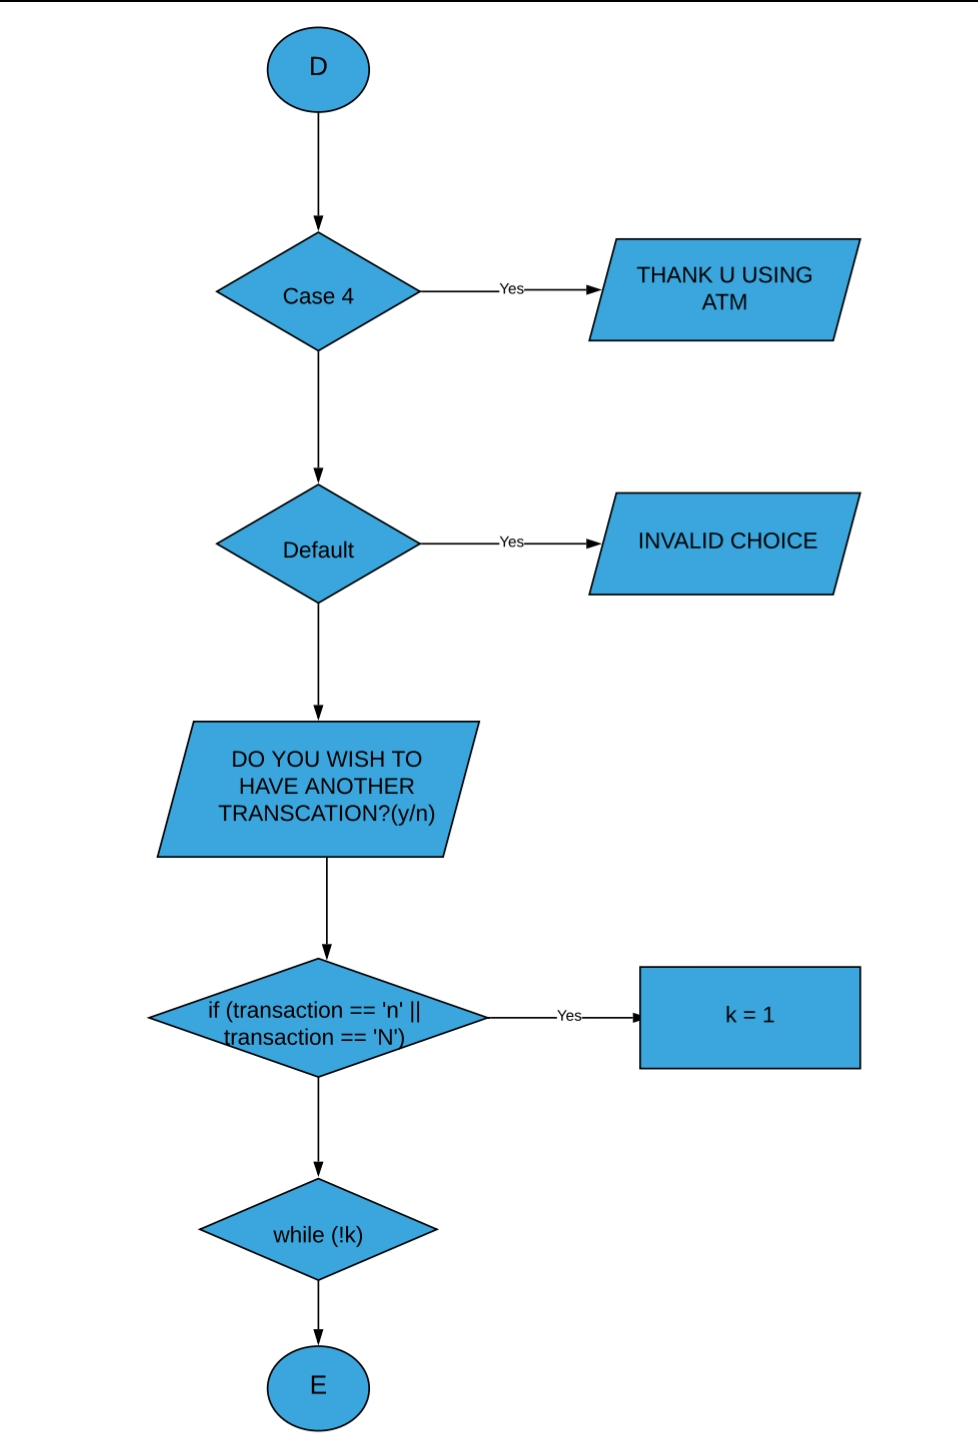 D
Case 4
Yes
THANK U USING
ATM
Default
Yes
INVALID CHOICE
DO YOU WISH TO
HAVE ANOTHER
TRANSCATION?(y/n)
if (transaction == 'n' ||
transaction == 'N')
Yes
k = 1
while (!k)
E